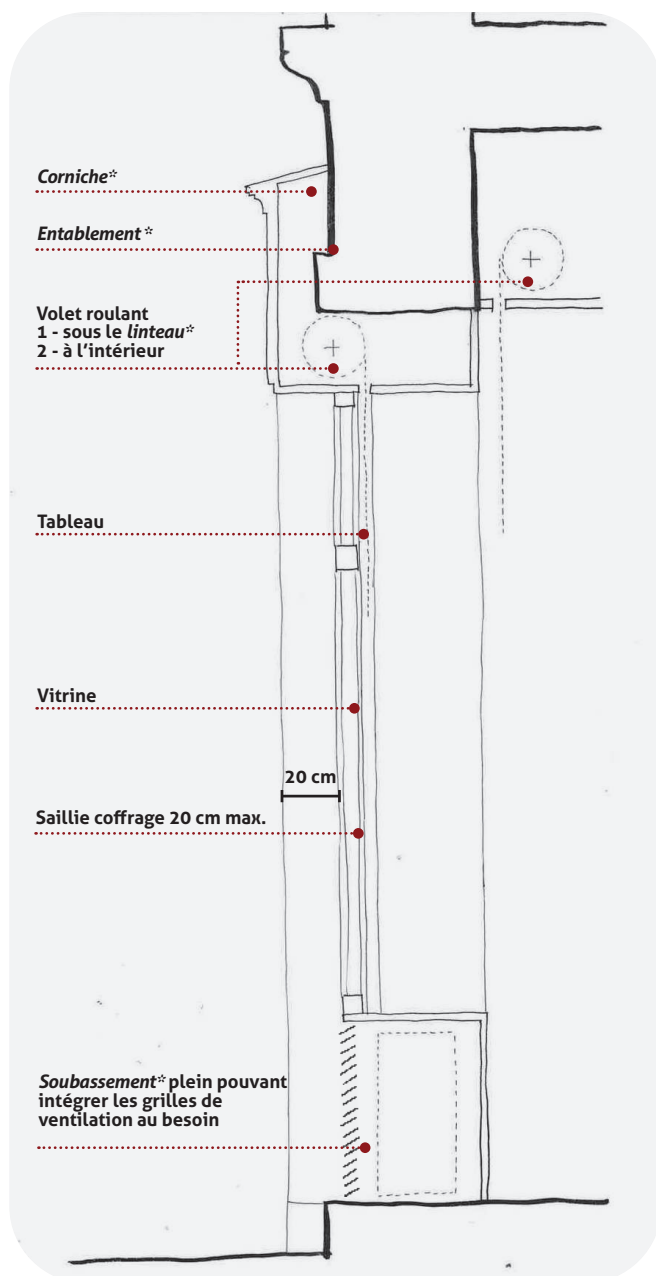 Corniche*
Entablement *
Volet roulant
1 - sous le linteau*
2 - à l’intérieur
Tableau
Vitrine
20 cm
Saillie coffrage 20 cm max.
Soubassement* plein pouvant
intégrer les grilles de
ventilation au besoin